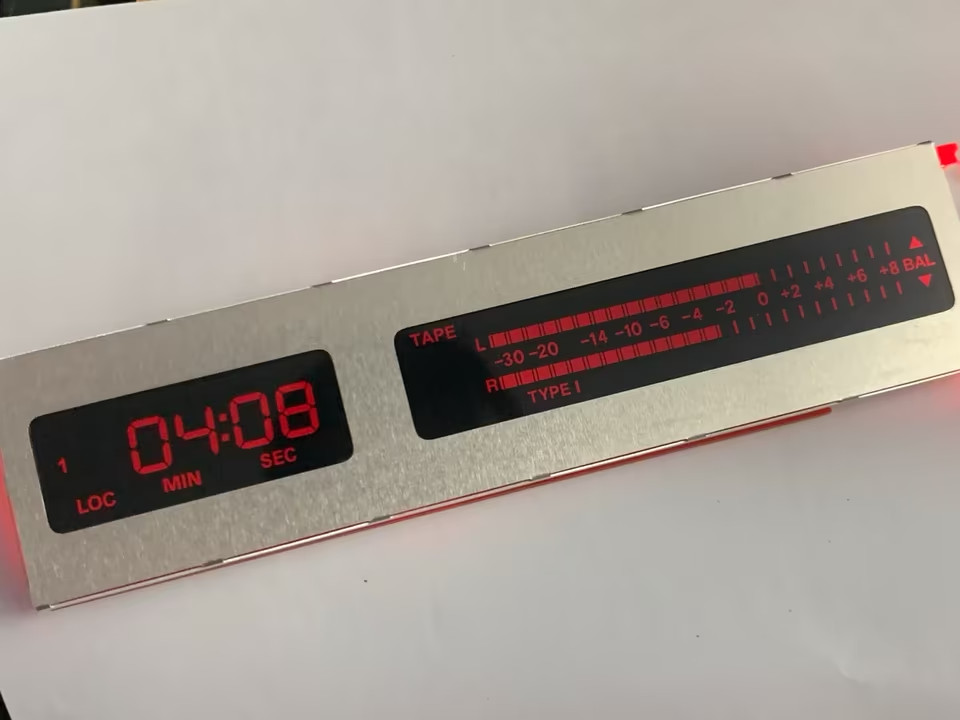 04:08
1
LOC MIN SEC
TAPE L
-30 -20 -14 -10 -6 -4 -2 0 +2 +4 +6 +8 BAL
R
TYPE I